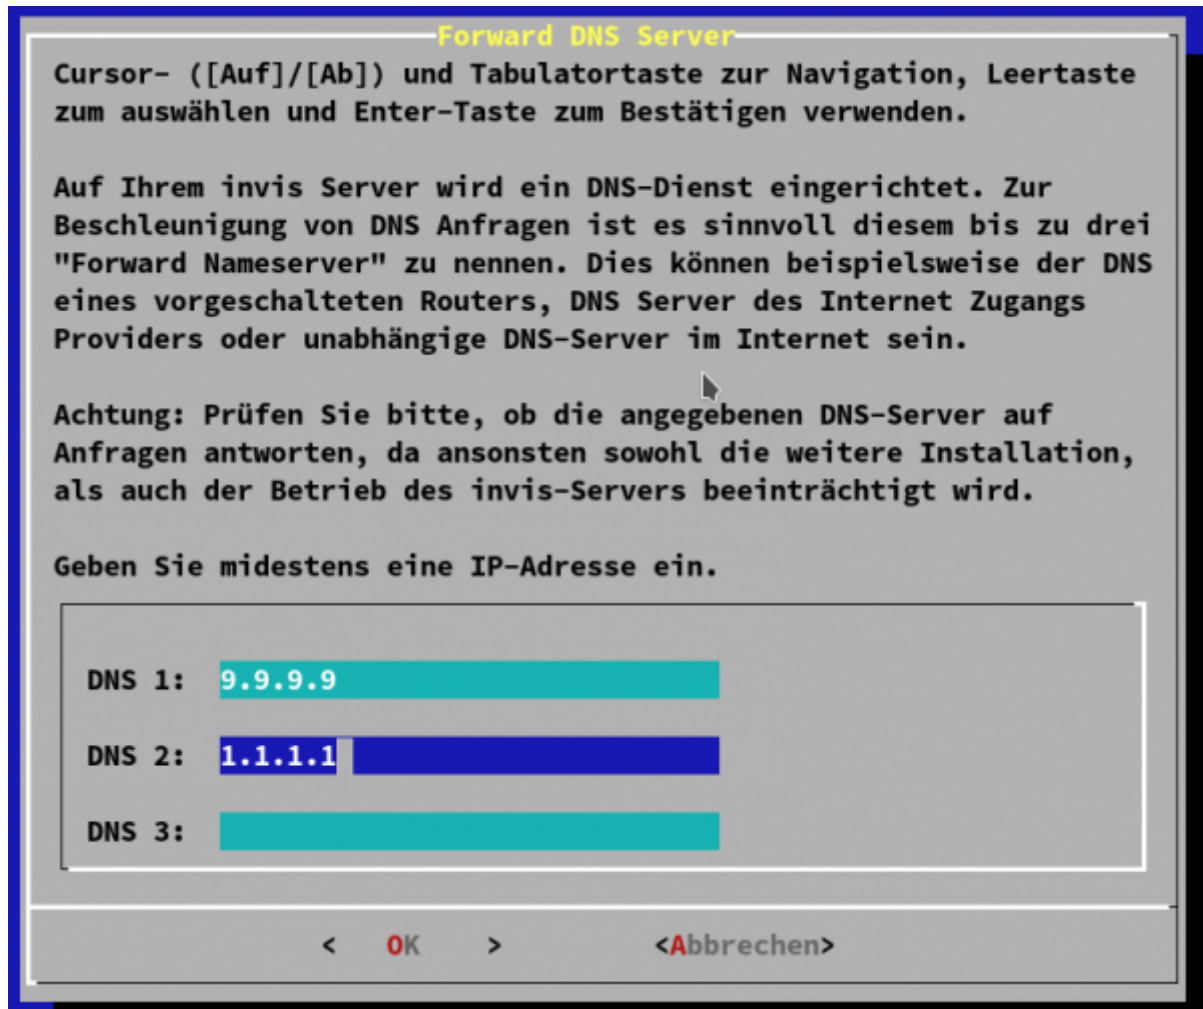 Forward DNS Server
Cursor- ([Auf]/[Ab]) und Tabulatortaste zur Navigation, Leertaste
zum auswählen und Enter-Taste zum Bestätigen verwenden.
Auf Ihrem invis Server wird ein DNS-Dienst eingerichtet. Zur
Beschleunigung von DNS Anfragen ist es sinnvoll diesem bis zu drei
"Forward Nameserver" zu nennen. Dies können beispielsweise der DNS
eines vorgeschalteten Routers, DNS Server des Internet Zugangs
Providers oder unabhängige DNS-Server im Internet sein.
Achtung: Prüfen Sie bitte, ob die angegebenen DNS-Server auf
Anfragen antworten, da ansonsten sowohl die weitere Installation,
als auch der Betrieb des invis-Servers beeinträchtigt wird.
Geben Sie midestens eine IP-Adresse ein.
DNS 1: 9.9.9.9
DNS 2: 1.1.1.1
DNS 3:
< OK > <Abbrechen>